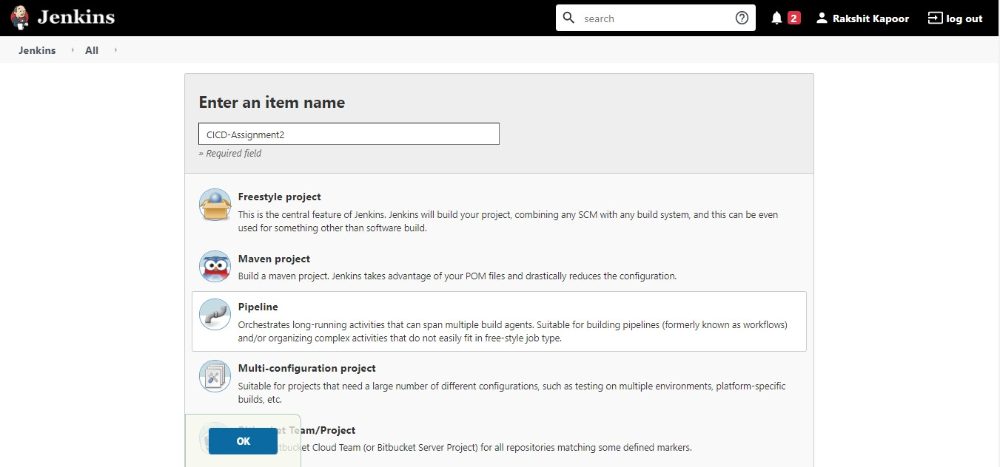 Jenkins
search
2
Rakshit Kapoor
log out
Jenkins
All
Enter an item name
CICD-Assignment2
» Required field
Freestyle project
This is the central feature of Jenkins. Jenkins will build your project, combining any SCM with any build system, and this can be even
used for something other than software build.
Maven project
Build a maven project. Jenkins takes advantage of your POM files and drastically reduces the configuration.
Pipeline
Orchestrates long-running activities that can span multiple build agents. Suitable for building pipelines (formerly known as workflows)
and/or organizing complex activities that do not easily fit in free-style job type.
Multi-configuration project
Suitable for projects that need a large number of different configurations, such as testing on multiple environments, platform-specific
builds, etc.
Team/Project
Cloud Team (or Bitbucket Server Project) for all repositories matching some defined markers.
OK